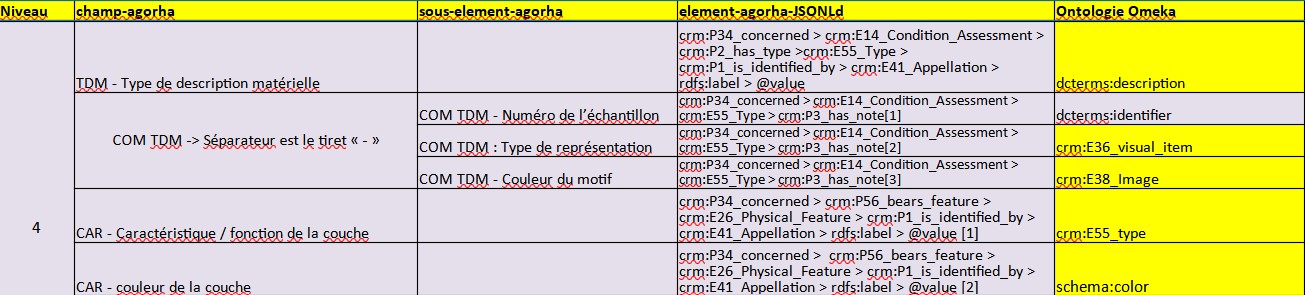 Niveau champ-agorha sous-element-agorha element-agorha-JSONLd Ontologie Omeka
crm:P34_concerned > crm:E14_Condition_Assessment >
crm:P2_has_type >crm:E55_Type >
crm:P1_is_identified_by > crm:E41_Appellation >
TDM - Type de description matérielle rdfs:label > @value dcterms:description
crm:P34_concerned > crm:E14_Condition_Assessment >
COM TDM - Numéro de l'échantillon crm:E55_Type > crm:P3_has_note[1] dcterms:identifier
COM TDM -> Séparateur est le tiret « - »
crm:P34_concerned > crm:E14_Condition_Assessment >
COM TDM : Type de représentation crm:E55_Type > crm:P3_has_note[2] crm:E36_visual_item
crm:P34_concerned > crm:E14_Condition_Assessment >
COM TDM - Couleur du motif crm:E55_Type > crm:P3_has_note[3] crm:E38_Image
4
crm:P34_concerned > crm:P56_bears_feature >
crm:E26_Physical_Feature > crm:P1_is_identified_by >
CAR - Caractéristique / fonction de la couche crm:E41_Appellation > rdfs:label > @value [1] crm:E55_type
crm:P34_concerned >  crm:P56_bears_feature >
crm:E26_Physical_Feature > crm:P1_is_identified_by >
CAR - couleur de la couche crm:E41_Appellation > rdfs:label > @value [2] schema:color